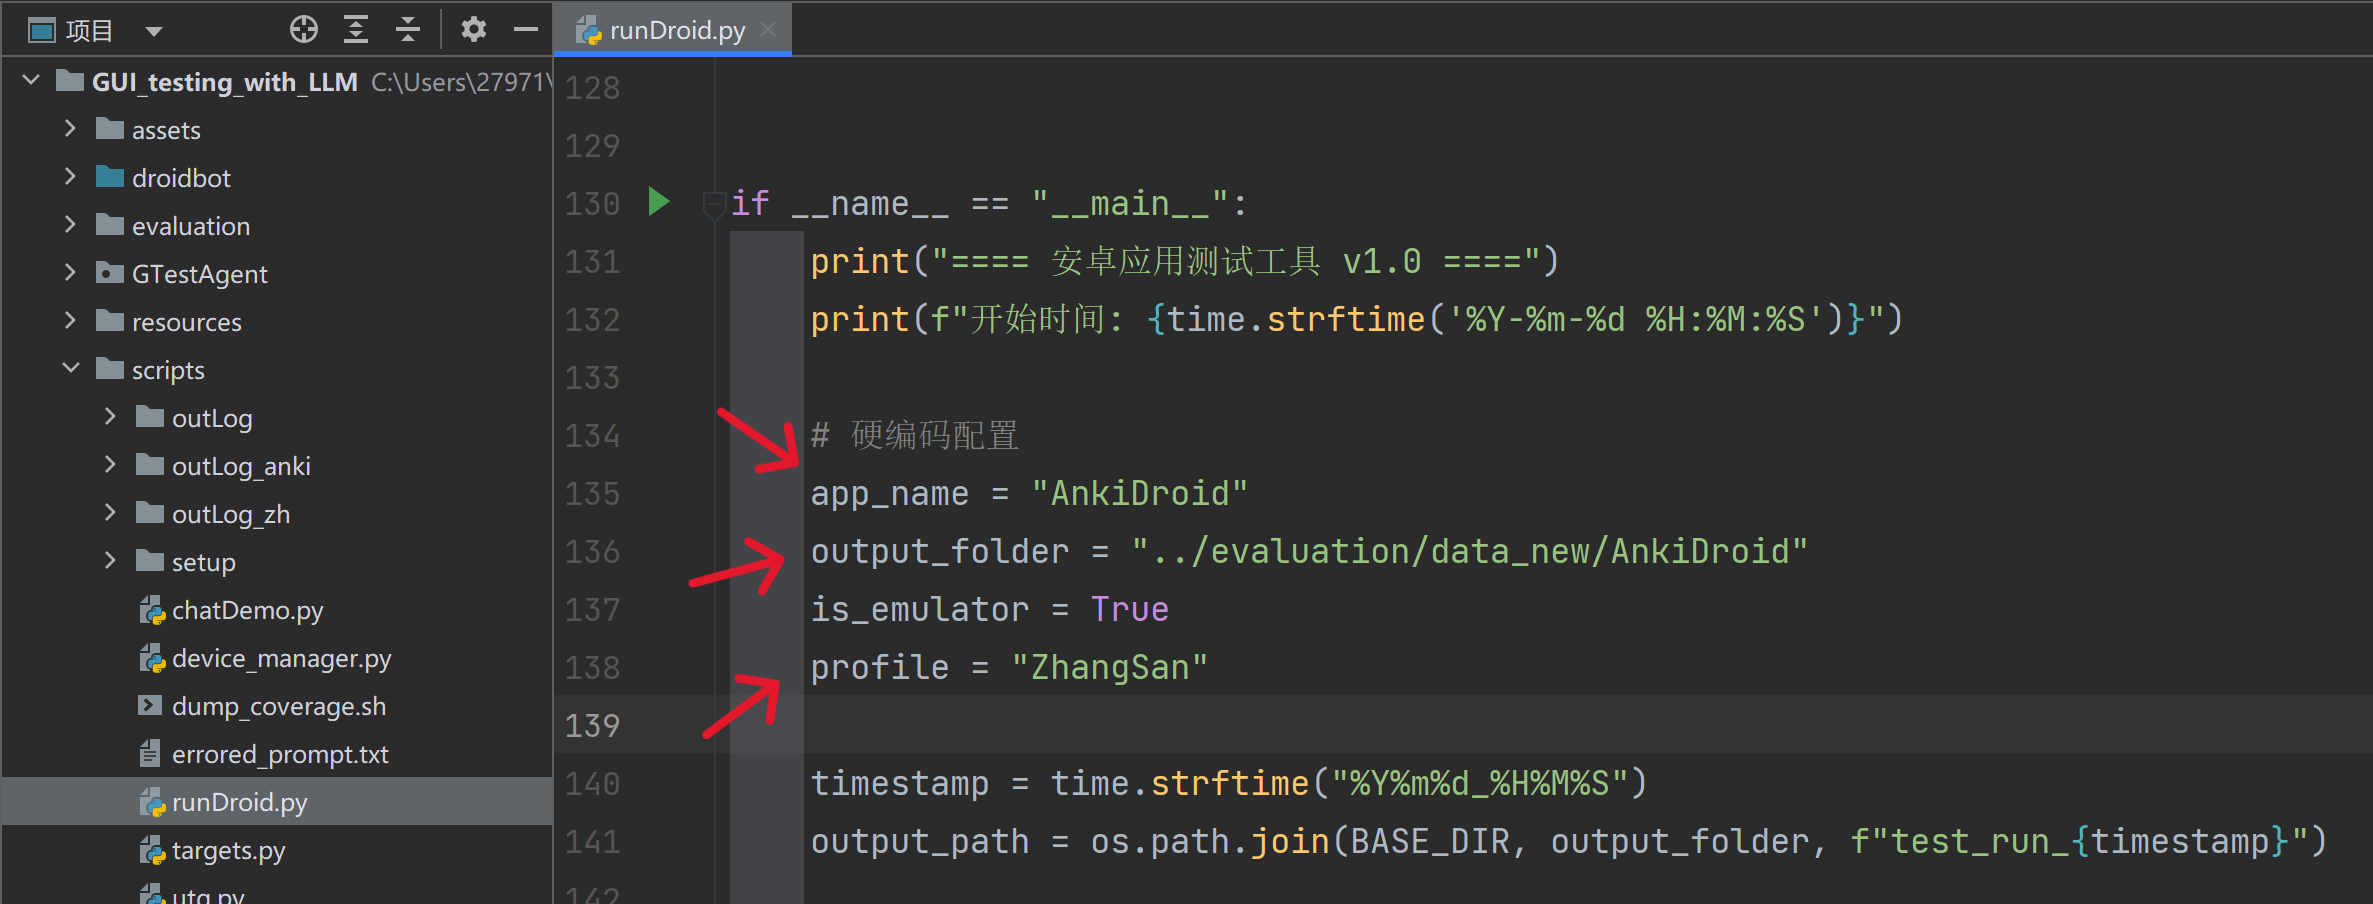 项目
runDroid.py
GUI_testing_with_LLM C:\Users\27971\
assets
droidbot
evaluation
GTestAgent
resources
scripts
outLog
outLog_anki
outLog_zh
setup
chatDemo.py
device_manager.py
dump_coverage.sh
errored_prompt.txt
runDroid.py
targets.py
utg.py
128
129
130 if __name__ == "__main__":
131 print("==== 安卓应用测试工具 v1.0 ====")
132 print(f"开始时间: {time.strftime('%Y-%m-%d %H:%M:%S')}")
133
134 # 硬编码配置
135 app_name = "AnkiDroid"
136 output_folder = "../evaluation/data_new/AnkiDroid"
137 is_emulator = True
138 profile = "ZhangSan"
139
140 timestamp = time.strftime("%Y%m%d_%H%M%S")
141 output_path = os.path.join(BASE_DIR, output_folder, f"test_run_{timestamp}")
142